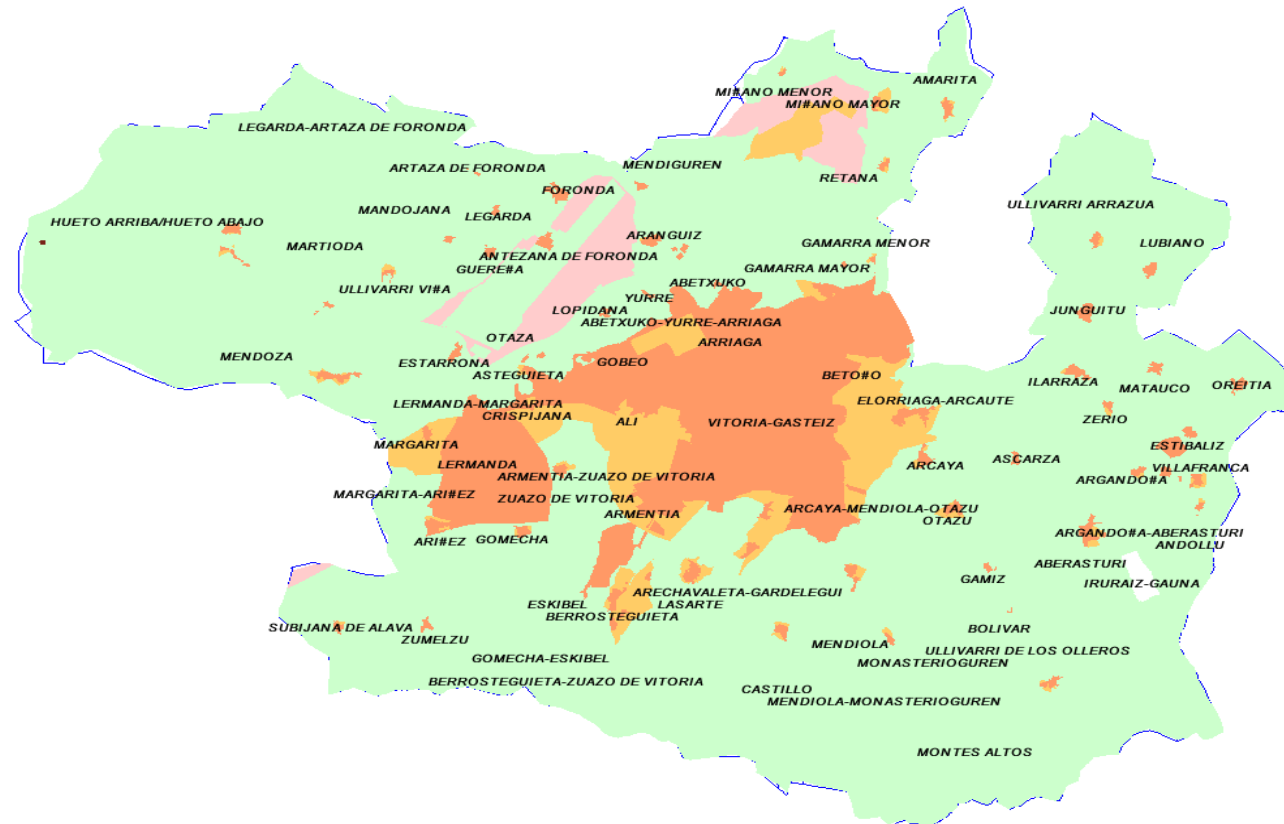 AMARITA
MI#ANO MENOR
MI#ANO MAYOR
LEGARDA-ARTAZA DE FORONDA
MENDIGUREN
ARTAZA DE FORONDA
RETANA
FORONDA
ULLIVARRI ARRAZUA
MANDOJANA
LEGARDA
HUETO ARRIBA/HUETO ABAJO
ARANGUIZ
MARTIODA
GAMARRA MENOR
LUBIANO
ANTEZANA DE FORONDA
GUERE#A
GAMARRA MAYOR
ABETXUKO
ULLIVARRI VI#A
YURRE
LOPIDANA
JUNGUITU
ABETXUKO-YURRE-ARRIAGA
OTAZA
ARRIAGA
MENDOZA
ESTARRONA
GOBEO
ASTEGUIETA
BETO#O
ILARRAZA
MATAUCO
OREITIA
LERMANDA-MARGARITA
ELORRIAGA-ARCAUTE
CRISPIJANA
ALI
VITORIA-GASTEIZ
ZERIO
MARGARITA
ESTIBALIZ
LERMANDA
ARCAYA
ASCARZA
VILLAFRANCA
ARMENTIA-ZUAZO DE VITORIA
ARGANDO#A
MARGARITA-ARI#EZ
ZUAZO DE VITORIA
ARMENTIA
ARCAYA-MENDIOLA-OTAZU
OTAZU
ARI#EZ
GOMECHA
ARGANDO#A-ABERASTURI
ANDOLLU
ABERASTURI
GAMIZ
IRURAIZ-GAUNA
ARECHAVALETA-GARDELEGUI
ESKIBEL
LASARTE
BERROSTEGUIETA
SUBIJANA DE ALAVA
ZUMELZU
BOLIVAR
MENDIOLA
ULLIVARRI DE LOS OLLEROS
GOMECHA-ESKIBEL
MONASTERIOGUREN
BERROSTEGUIETA-ZUAZO DE VITORIA
CASTILLO
MENDIOLA-MONASTERIOGUREN
MONTES ALTOS